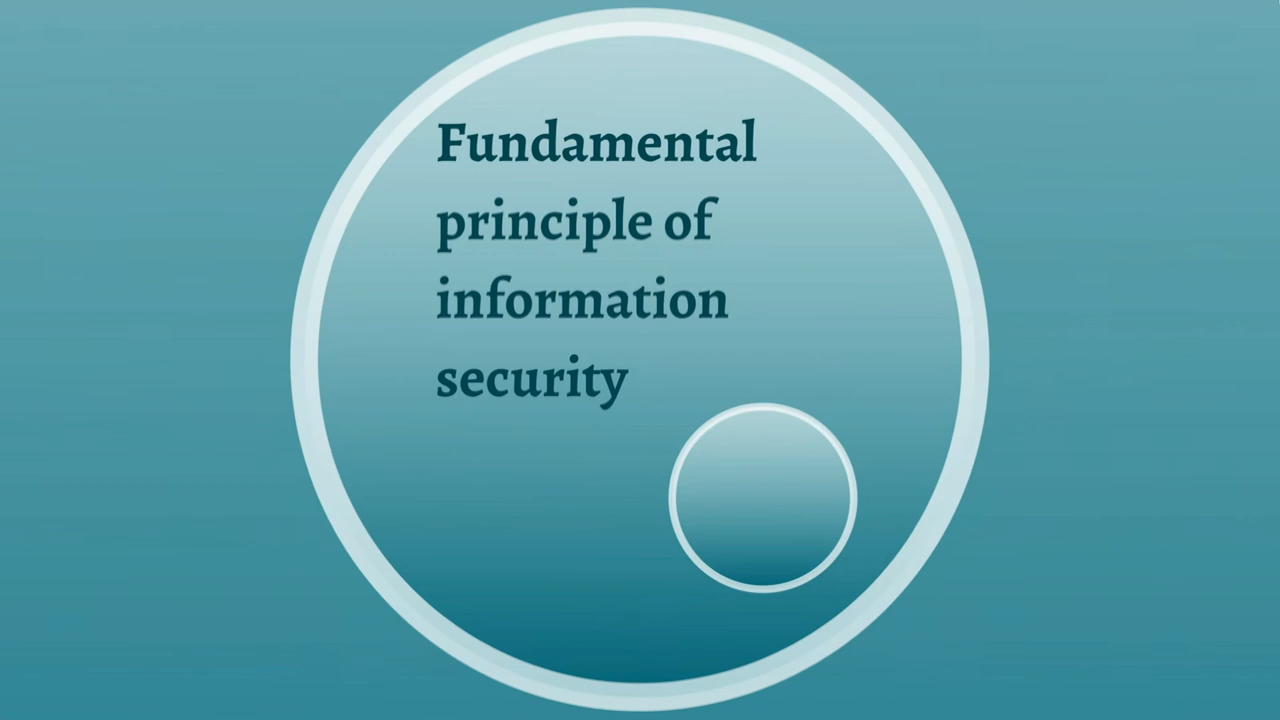 Fundamental
principle of
information
security